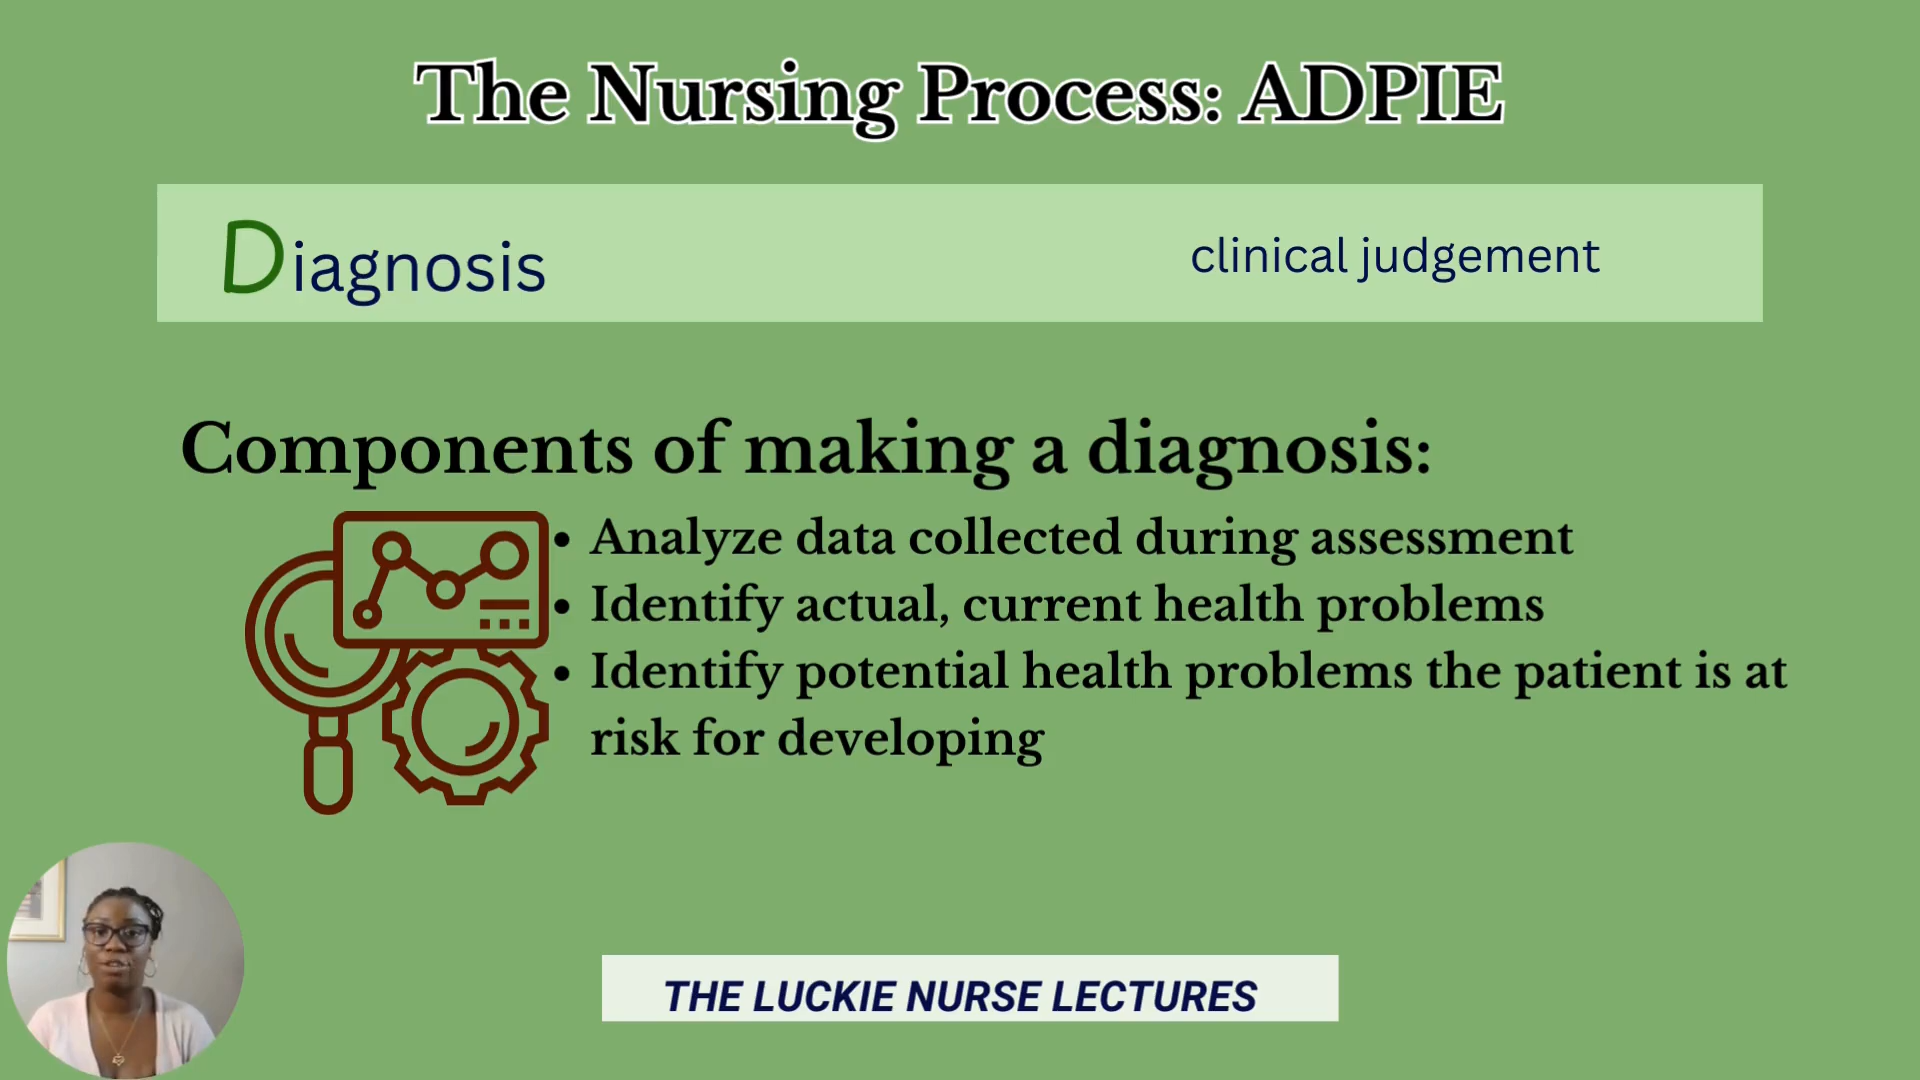 The Nursing Process: ADPIE
Diagnosis
clinical judgement
Components of making a diagnosis:
• Analyze data collected during assessment
• Identify actual, current health problems
• Identify potential health problems the patient is at
risk for developing
THE LUCKIE NURSE LECTURES